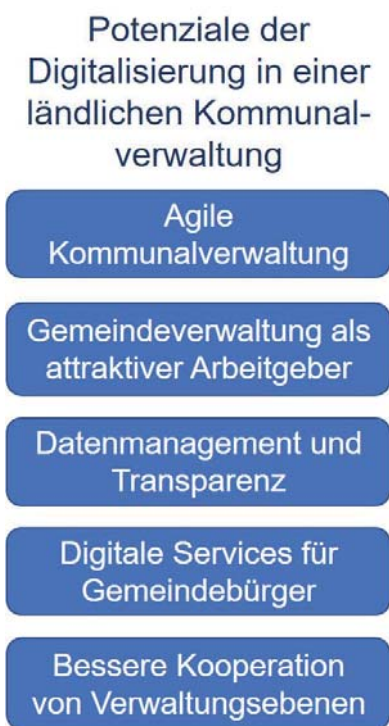 Potenziale der
Digitalisierung in einer
ländlichen Kommunal-
verwaltung
Agile
Kommunalverwaltung
Gemeindeverwaltung als
attraktiver Arbeitgeber
Datenmanagement und
Transparenz
Digitale Services für
Gemeindebürger
Bessere Kooperation
von Verwaltungsebenen